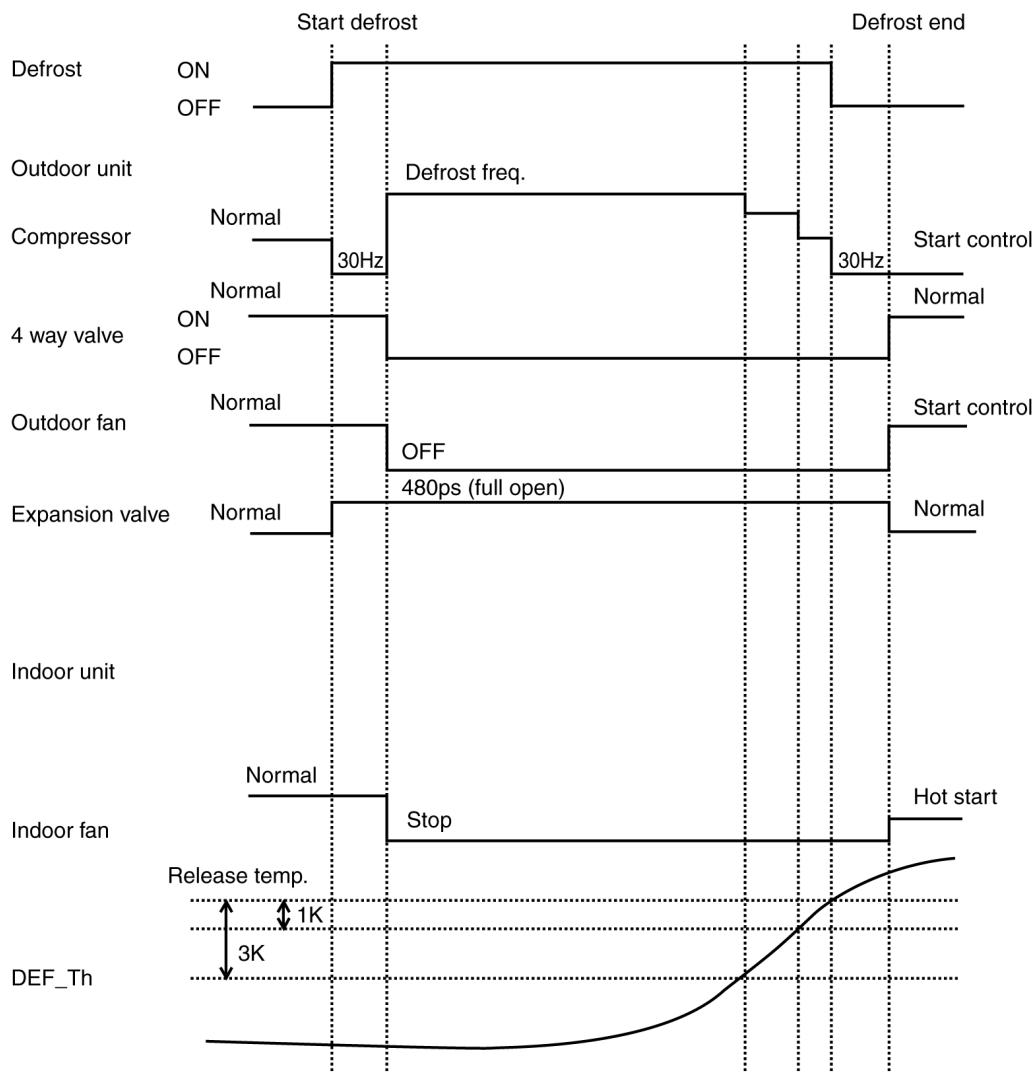 Start defrost
Defrost end
Defrost
ON
OFF
Outdoor unit
Defrost freq.
Normal
Compressor
30Hz
30Hz
Start control
Normal
Normal
4 way valve
ON
OFF
Normal
Outdoor fan
Start control
OFF
480ps (full open)
Expansion valve
Normal
Normal
Indoor unit
Normal
Hot start
Indoor fan
Stop
Release temp.
1K
3K
DEF_Th